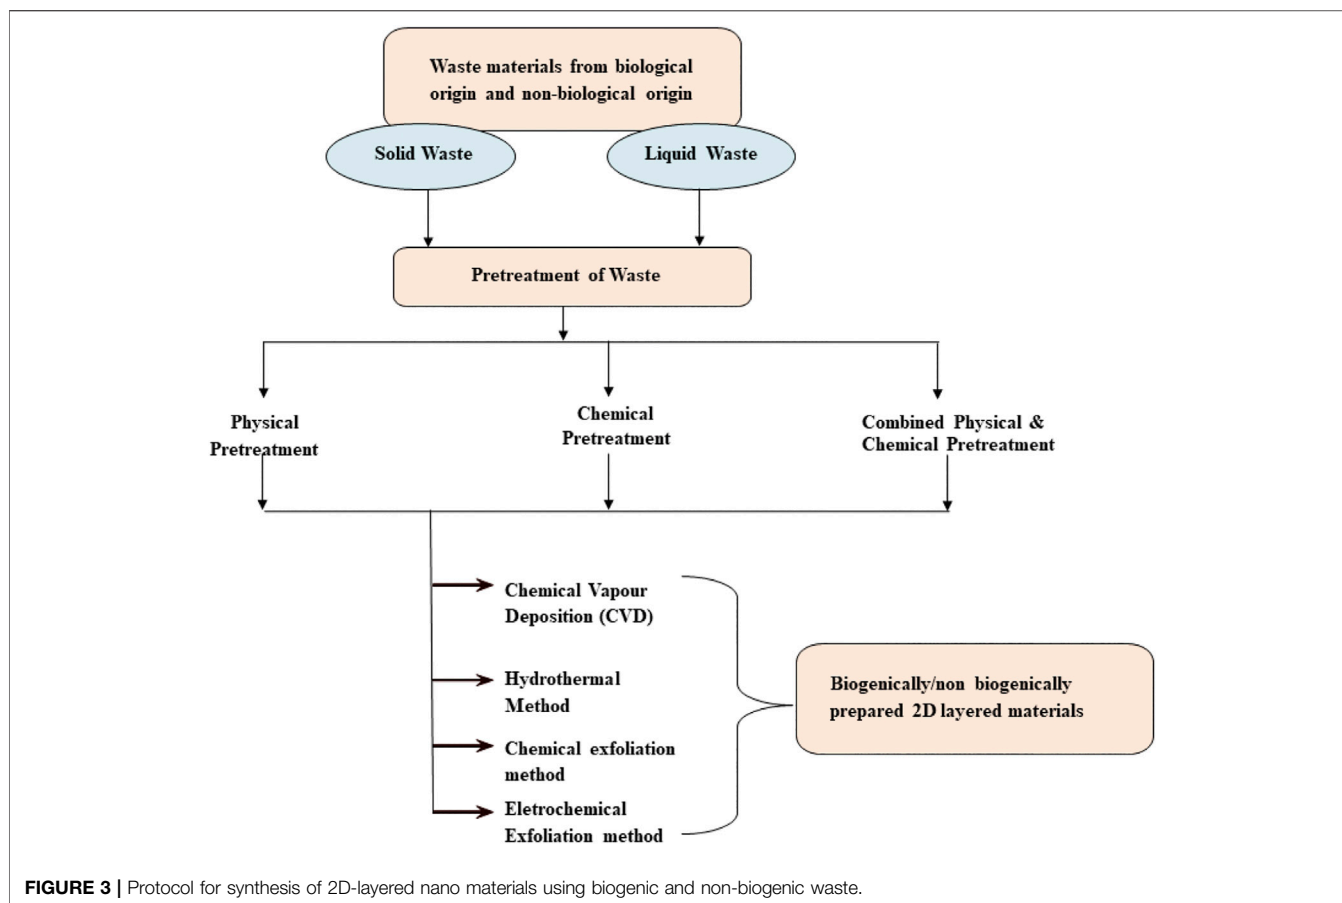 Waste materials from biological
origin and non-biological origin
Solid Waste
Liquid Waste
Pretreatment of Waste
Physical
Pretreatment
Chemical
Pretreatment
Combined Physical &
Chemical Pretreatment
Chemical Vapour
Deposition (CVD)
Hydrothermal
Method
Chemical exfoliation
method
Eletrochemical
Exfoliation method
Biogenically/non biogenically
prepared 2D layered materials
FIGURE 3 | Protocol for synthesis of 2D-layered nano materials using biogenic and non-biogenic waste.